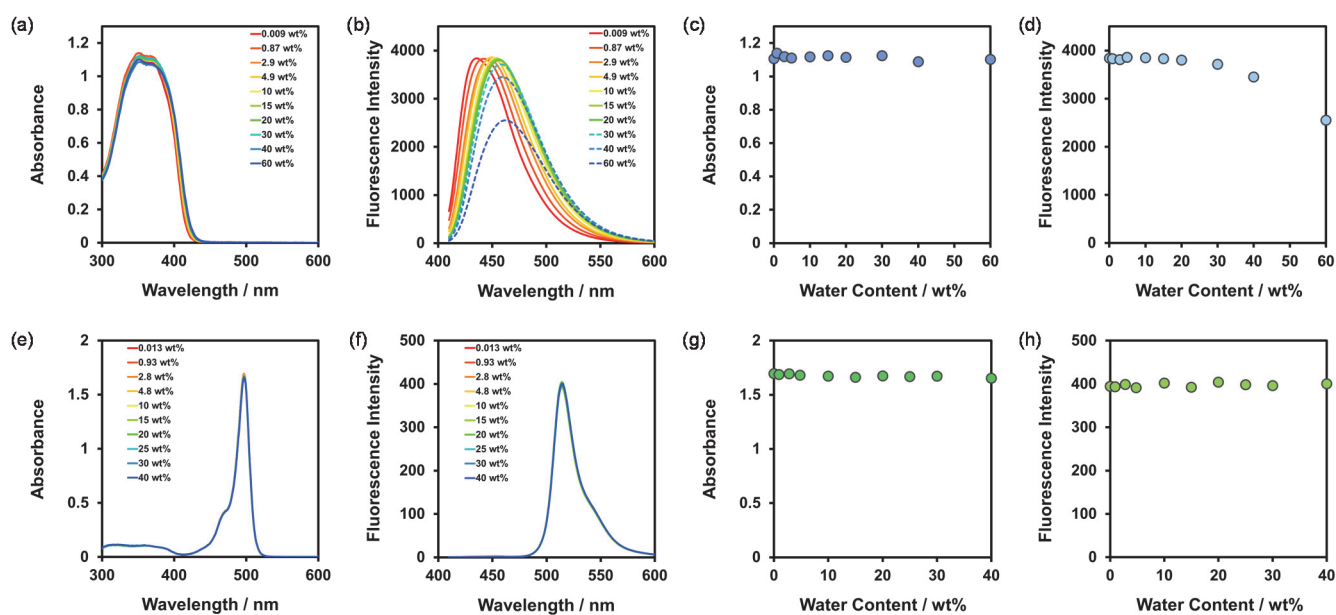 (a)
Absorbance
1.2
1
0.8
0.6
0.4
0.2
0
300
400
500
600
Wavelength / nm
0.009 wt%
0.87 wt%
2.9 wt%
4.9 wt%
10 wt%
15 wt%
20 wt%
30 wt%
40 wt%
60 wt%
(b)
Fluorescence Intensity
4000
3000
2000
1000
0
400
450
500
550
600
Wavelength / nm
0.009 wt%
0.87 wt%
2.9 wt%
4.9 wt%
10 wt%
15 wt%
20 wt%
30 wt%
40 wt%
60 wt%
(c)
Absorbance
1.2
1
0.8
0.6
0.4
0.2
0
0
10
20
30
40
50
60
Water Content / wt%
(d)
Fluorescence Intensity
4000
3000
2000
1000
0
0
10
20
30
40
50
60
Water Content / wt%
(e)
Absorbance
2
1.5
1
0.5
0
300
400
500
600
Wavelength / nm
0.013 wt%
0.93 wt%
2.8 wt%
4.8 wt%
10 wt%
15 wt%
20 wt%
25 wt%
30 wt%
40 wt%
(f)
Fluorescence Intensity
500
400
300
200
100
0
400
450
500
550
600
Wavelength / nm
0.013 wt%
0.93 wt%
2.8 wt%
4.8 wt%
10 wt%
15 wt%
20 wt%
25 wt%
30 wt%
40 wt%
(g)
Absorbance
2
1.5
1
0.5
0
0
10
20
30
40
Water Content / wt%
(h)
Fluorescence Intensity
500
400
300
200
100
0
0
10
20
30
40
Water Content / wt%